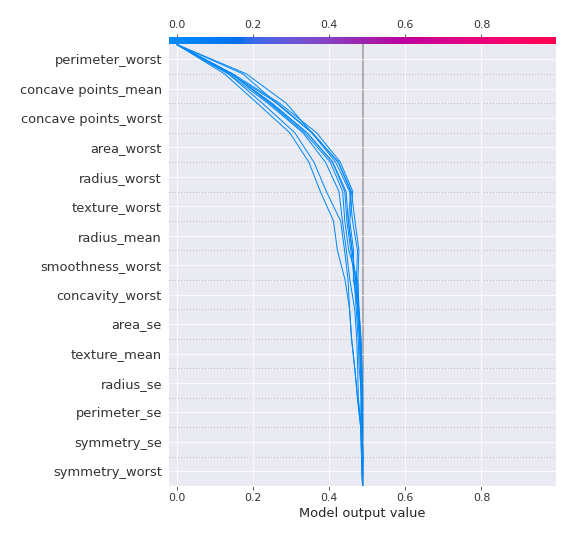 0.0 0.2 0.4 0.6 0.8
perimeter_worst
concave points_mean
concave points_worst
area_worst
radius_worst
texture_worst
radius_mean
smoothness_worst
concavity_worst
area_se
texture_mean
radius_se
perimeter_se
symmetry_se
symmetry_worst
0.0 0.2 0.4 0.6 0.8
Model output value